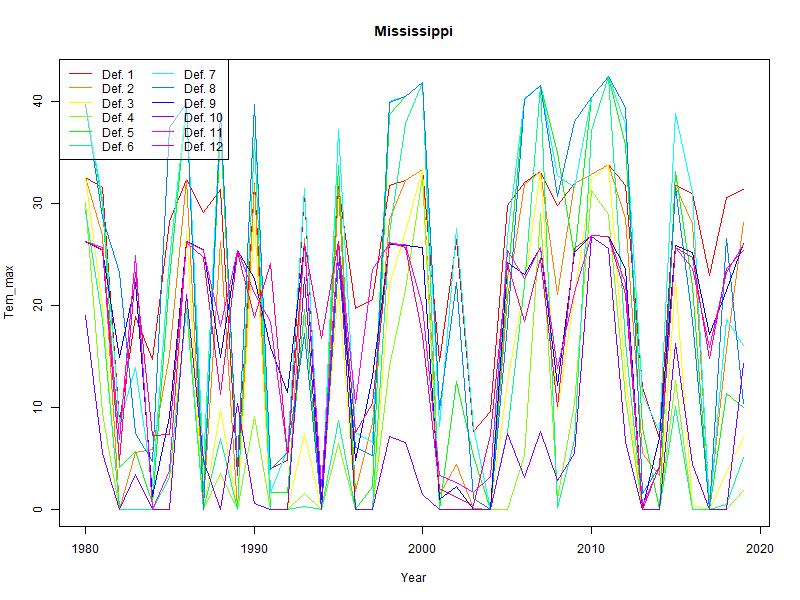 Mississippi
Def. 1 Def. 7
Def. 2 Def. 8
Def. 3 Def. 9
Def. 4 Def. 10
Def. 5 Def. 11
Def. 6 Def. 12
Tem_max
40
30
20
10
0
1980 1990 2000 2010 2020
Year